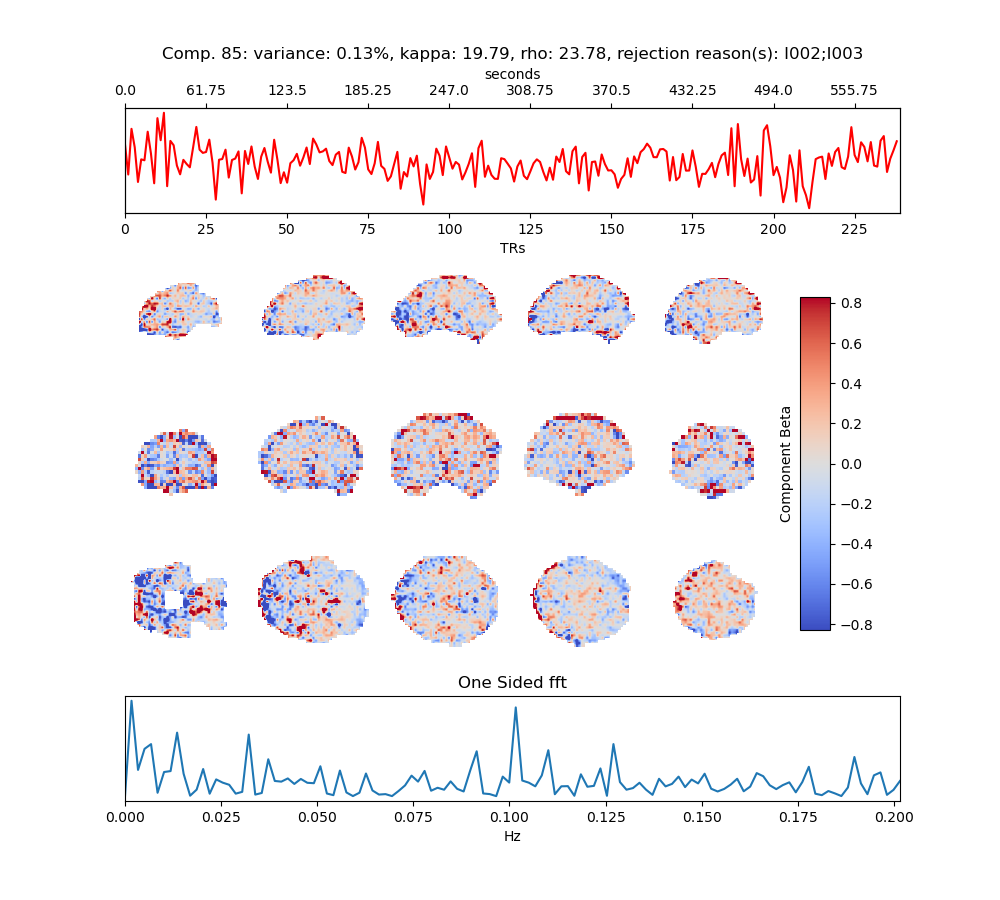 Comp. 85: variance: 0.13%, kappa: 19.79, rho: 23.78, rejection reason(s): I002;I003
seconds
0.0 61.75 123.5 185.25 247.0 308.75 370.5 432.25 494.0 555.75
0 25 50 75 100 125 150 175 200 225
TRs
0.8
0.6
0.4
0.2
0.0
−0.2
−0.4
−0.6
−0.8
Component Beta
One Sided fft
0.000 0.025 0.050 0.075 0.100 0.125 0.150 0.175 0.200
Hz